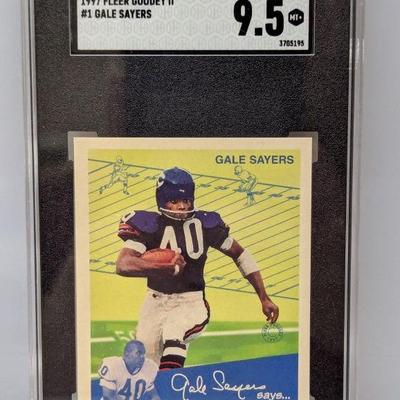 1997 FLEER GOUDEY II
#1 GALE SAYERS
9.5
MT+
3705195
GALE SAYERS
40
40
Gale Sayers
says...